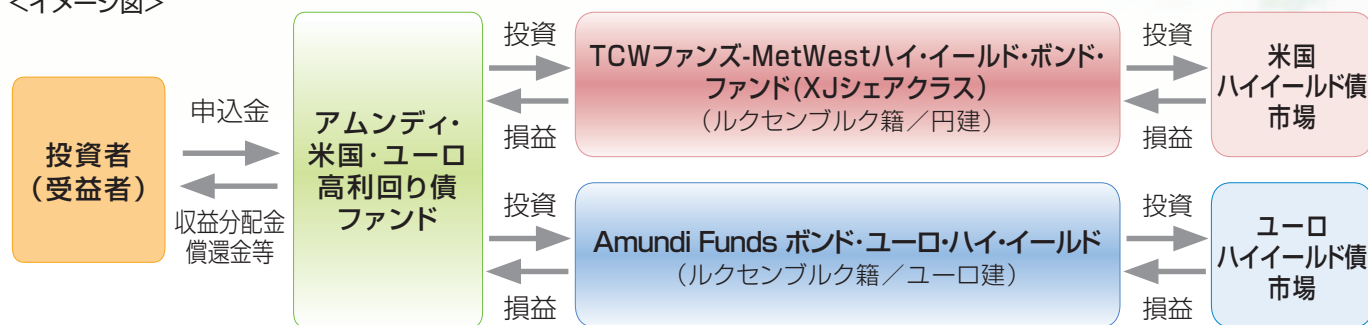 ＜イメージ図＞
投資者
（受益者）
申込金
収益分配金
償還金等
アムンディ・
米国・ユーロ
高利回り債
ファンド
投資
損益
TCWファンズ-MetWestハイ・イールド・ボンド・
ファンド(XJシェアクラス)
（ルクセンブルク籍／円建）
投資
損益
米国
ハイイールド債
市場
投資
損益
Amundi Funds ボンド・ユーロ・ハイ・イールド
（ルクセンブルク籍／ユーロ建）
投資
損益
ユーロ
ハイイールド債
市場